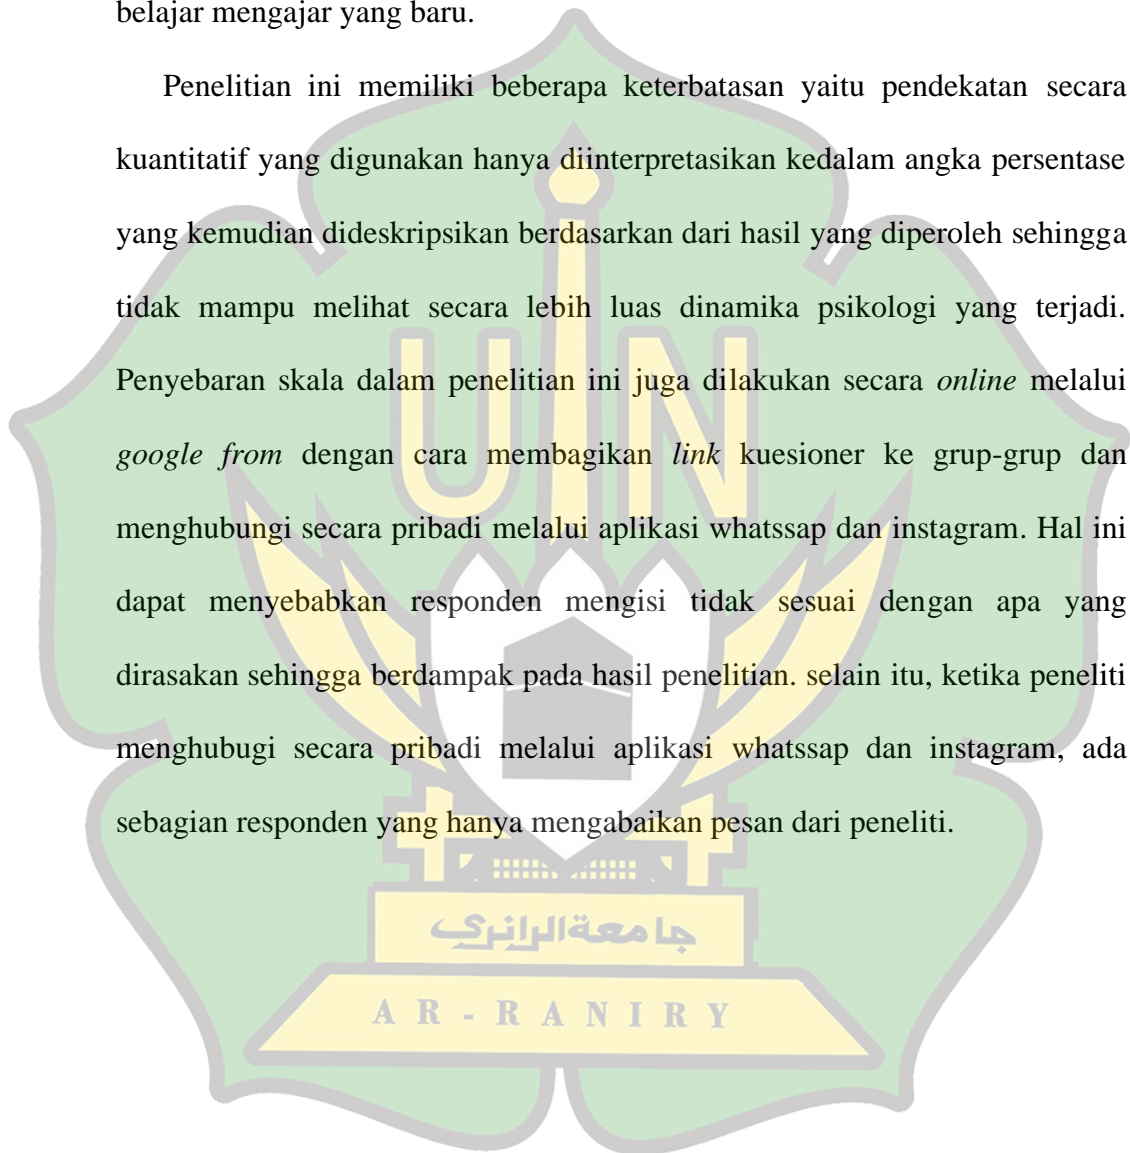 belajar mengajar yang baru.
Penelitian ini memiliki beberapa keterbatasan yaitu pendekatan secara
kuantitatif yang digunakan hanya diinterpretasikan kedalam angka persentase
yang kemudian dideskripsikan berdasarkan dari hasil yang diperoleh sehingga
tidak mampu melihat secara lebih luas dinamika psikologi yang terjadi.
Penyebaran skala dalam penelitian ini juga dilakukan secara online melalui
google from dengan cara membagikan link kuesioner ke grup-grup dan
menghubungi secara pribadi melalui aplikasi whatssap dan instagram. Hal ini
dapat menyebabkan responden mengisi tidak sesuai dengan apa yang
dirasakan sehingga berdampak pada hasil penelitian. selain itu, ketika peneliti
menghubugi secara pribadi melalui aplikasi whatssap dan instagram, ada
sebagian responden yang hanya mengabaikan pesan dari peneliti.
UIN
جامعةالرانري
AR-RANIRY